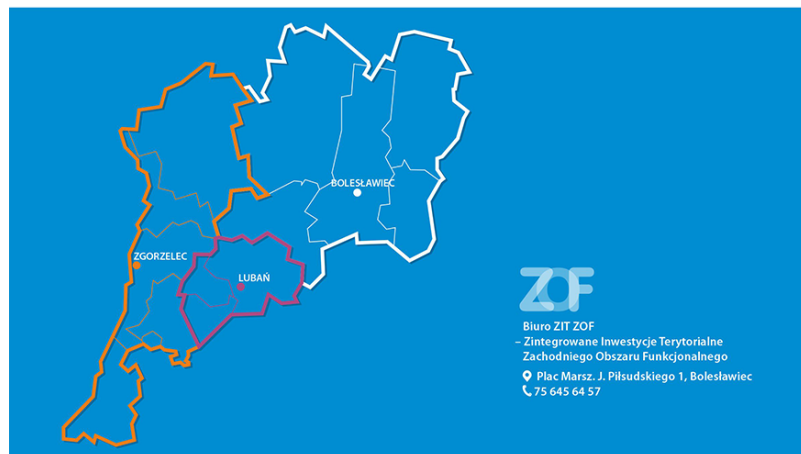 BOLESŁAWIEC
ZGORZELEC
LUBAŃ
ZOF
Biuro ZIT ZOF
– Zintegrowane Inwestycje Terytorialne
Zachodniego Obszaru Funkcjonalnego
Plac Marsz. J. Piłsudskiego 1, Bolesławiec
75 645 64 57